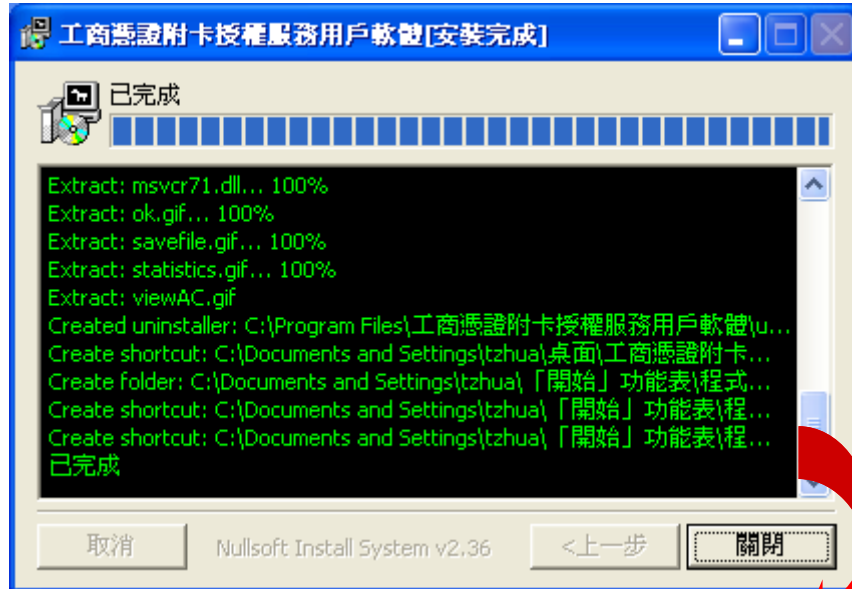 工商憑證附卡授權服務用戶軟體[安裝完成]
已完成
Extract: msvcr71.dll... 100%
Extract: ok.gif... 100%
Extract: savefile.gif... 100%
Extract: statistics.gif... 100%
Extract: viewAC.gif
Created uninstaller: C:\Program Files\工商憑證附卡授權服務用戶軟體\u...
Create shortcut: C:\Documents and Settings\tzhua\桌面\工商憑證附卡...
Create folder: C:\Documents and Settings\tzhua\「開始」功能表\程式...
Create shortcut: C:\Documents and Settings\tzhua\「開始」功能表\程...
Create shortcut: C:\Documents and Settings\tzhua\「開始」功能表\程...
已完成
取消 Nullsoft Install System v2.36 <上一步 關閉